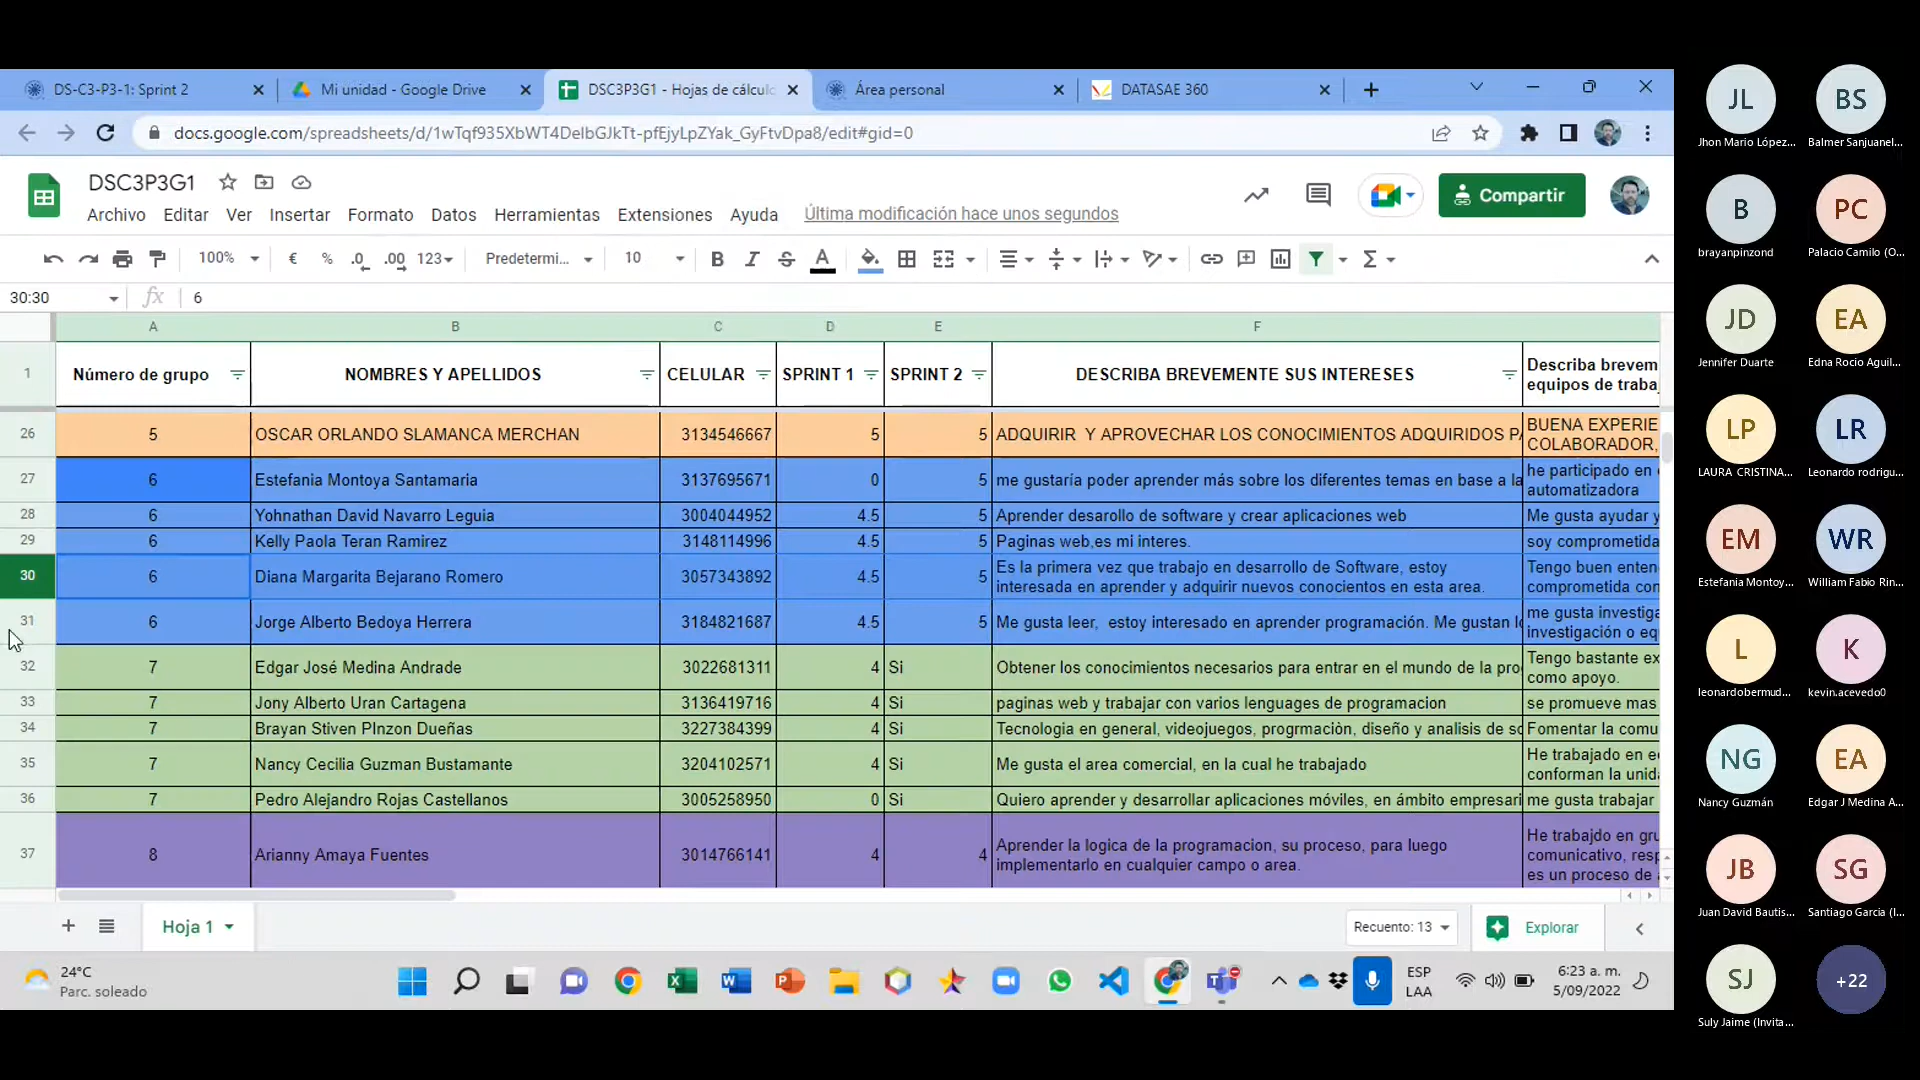 DS-C3-P3-1: Sprint 2
Mi unidad - Google Drive
DSC3P3G1 - Hojas de cálculo
Área personal
DATASAE 360
docs.google.com/spreadsheets/d/1wTqf935XbWT4DelbGJkTt-pfEjyLpZYak_GyFtvDpa8/edit#gid=0
DSC3P3G1
Compartir
Archivo Editar Ver Insertar Formato Datos Herramientas Extensiones Ayuda Última modificación hace unos segundos
100% € % .0 .00 123 Predetermi... 10 B I S A Σ
30:30 fx 6
A B C D E F
1 Número de grupo NOMBRES Y APELLIDOS CELULAR SPRINT 1 SPRINT 2 DESCRIBA BREVEMENTE SUS INTERESES Describa brevem
equipos de traba
26 5 OSCAR ORLANDO SLAMANCA MERCHAN 3134546667 5 5 ADQUIRIR Y APROVECHAR LOS CONOCIMIENTOS ADQUIRIDOS PA BUENA EXPERIE
COLABORADOR,
27 6 Estefania Montoya Santamaria 3137695671 0 5 me gustaría poder aprender más sobre los diferentes temas en base a la he participado en
automatizadora
28 6 Yohnathan David Navarro Leguia 3004044952 4.5 5 Aprender desarollo de software y crear aplicaciones web Me gusta ayudar y
29 6 Kelly Paola Teran Ramirez 3148114996 4.5 5 Paginas web,es mi interes. soy comprometida
30 6 Diana Margarita Bejarano Romero 3057343892 4.5 5 Es la primera vez que trabajo en desarrollo de Software, estoy Tengo buen enten
interesada en aprender y adquirir nuevos conocientos en esta area. comprometida con
31 6 Jorge Alberto Bedoya Herrera 3184821687 4.5 5 Me gusta leer, estoy interesado en aprender programación. Me gustan lo me gusta investiga
investigación o eq
32 7 Edgar José Medina Andrade 3022681311 4 Si Obtener los conocimientos necesarios para entrar en el mundo de la pro Tengo bastante ex
como apoyo.
33 7 Jony Alberto Uran Cartagena 3136419716 4 Si paginas web y trabajar con varios lenguages de programacion se promueve mas
34 7 Brayan Stiven PInzon Dueñas 3227384399 4 Si Tecnologia en general, videojuegos, progrmaciòn, diseño y analisis de so Fomentar la comu
35 7 Nancy Cecilia Guzman Bustamante 3204102571 4 Si Me gusta el area comercial, en la cual he trabajado He trabajado en e
conforman la unida
36 7 Pedro Alejandro Rojas Castellanos 3005258950 0 Si Quiero aprender y desarrollar aplicaciones móviles, en ámbito empresari me gusta trabajar
37 8 Arianny Amaya Fuentes 3014766141 4 4 Aprender la logica de la programacion, su proceso, para luego He trabajdo en gru
implementarlo en cualquier campo o area. comunicativo, resp
es un proceso de a
Hoja 1 Recuento: 13 Explorar
24°C
Parc. soleado
ESP
LAA
6:23 a. m.
5/09/2022
JL BS
Jhon Mario López... Balmer Sanjuanel...
B PC
brayanpinzond Palacio Camilo (O...
JD EA
Jennifer Duarte Edna Rocio Aguil...
LP LR
LAURA CRISTINA... Leonardo rodrigu...
EM WR
Estefania Montoy... William Fabio Rin...
L K
leonardobermud... kevin.acevedo0
NG EA
Nancy Guzmán Edgar J Medina A...
JB SG
Juan David Bautis... Santiago Garcia (I...
SJ +22
Suly Jaime (Invita...